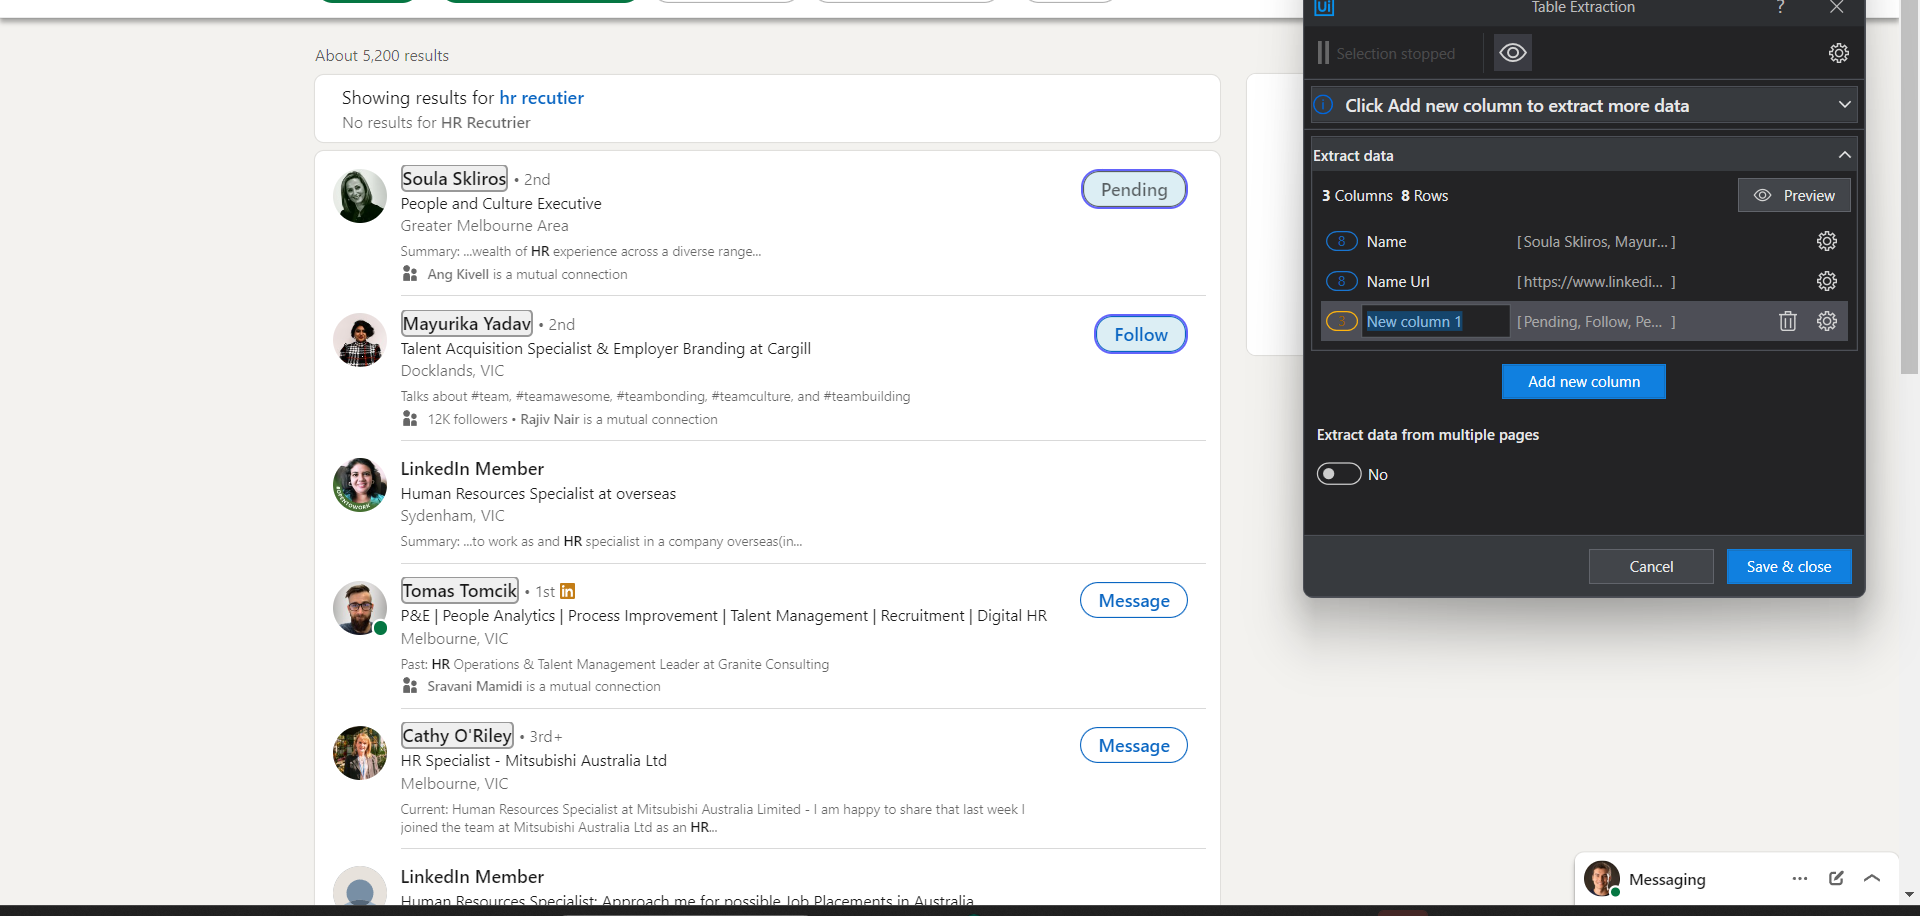 About 5,200 results
Showing results for hr recutier
No results for HR Recutrier
Soula Skliros • 2nd
Pending
People and Culture Executive
Greater Melbourne Area
Summary: ...wealth of HR experience across a diverse range...
Ang Kivell is a mutual connection
Mayurika Yadav • 2nd
Follow
Talent Acquisition Specialist & Employer Branding at Cargill
Docklands, VIC
Talks about #team, #teamawesome, #teambonding, #teamculture, and #teambuilding
12K followers • Rajiv Nair is a mutual connection
#OPENTOWORK
LinkedIn Member
Human Resources Specialist at overseas
Sydenham, VIC
Summary: ...to work as and HR specialist in a company overseas(in...
Tomas Tomcik • 1st in
Message
P&E | People Analytics | Process Improvement | Talent Management | Recruitment | Digital HR
Melbourne, VIC
Past: HR Operations & Talent Management Leader at Granite Consulting
Sravani Mamidi is a mutual connection
Cathy O'Riley • 3rd+
Message
HR Specialist - Mitsubishi Australia Ltd
Melbourne, VIC
Current: Human Resources Specialist at Mitsubishi Australia Limited - I am happy to share that last week I
joined the team at Mitsubishi Australia Ltd as an HR...
LinkedIn Member
Human Resources Specialist: Approach me for possible Job Placements in Australia
Ui Table Extraction ?
Selection stopped
Click Add new column to extract more data
Extract data
3 Columns 8 Rows
Preview
8 Name [ Soula Skliros, Mayur... ]
8 Name Url [ https://www.linkedi... ]
3 New column 1 [ Pending, Follow, Pe... ]
Add new column
Extract data from multiple pages
No
Cancel
Save & close
Messaging